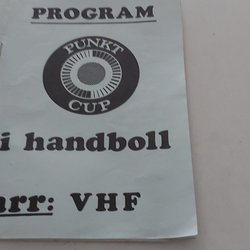 PROGRAM
PUNKT
CUP
i handboll
arr: VHF